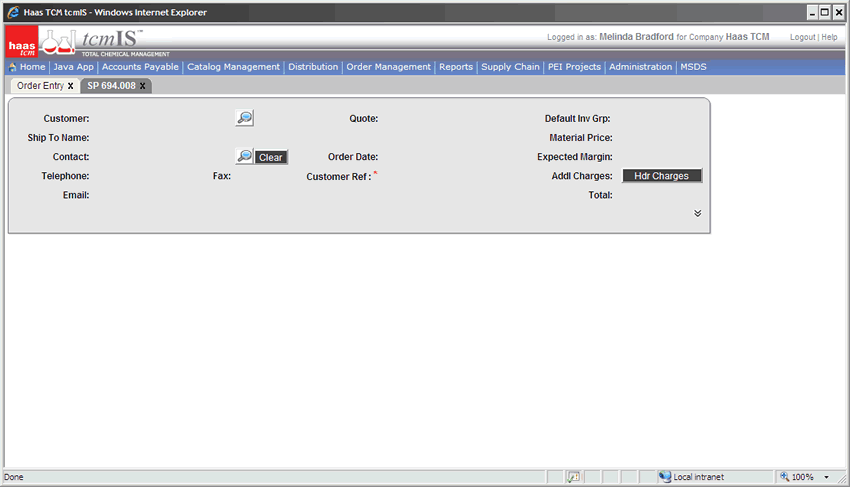 Haas TCM tcmIS - Windows Internet Explorer
haas tcm
tcmIS™
TOTAL CHEMICAL MANAGEMENT
Logged in as: Melinda Bradford for Company Haas TCM
Logout | Help
Home | Java App | Accounts Payable | Catalog Management | Distribution | Order Management | Reports | Supply Chain | PEI Projects | Administration | MSDS
Order Entry x SP 694.008 x
Customer: Quote: Default Inv Grp:
Ship To Name: Material Price:
Contact: Clear Order Date: Expected Margin:
Telephone: Fax: Customer Ref :* Addl Charges: Hdr Charges
Email: Total:
Done Local intranet 100%